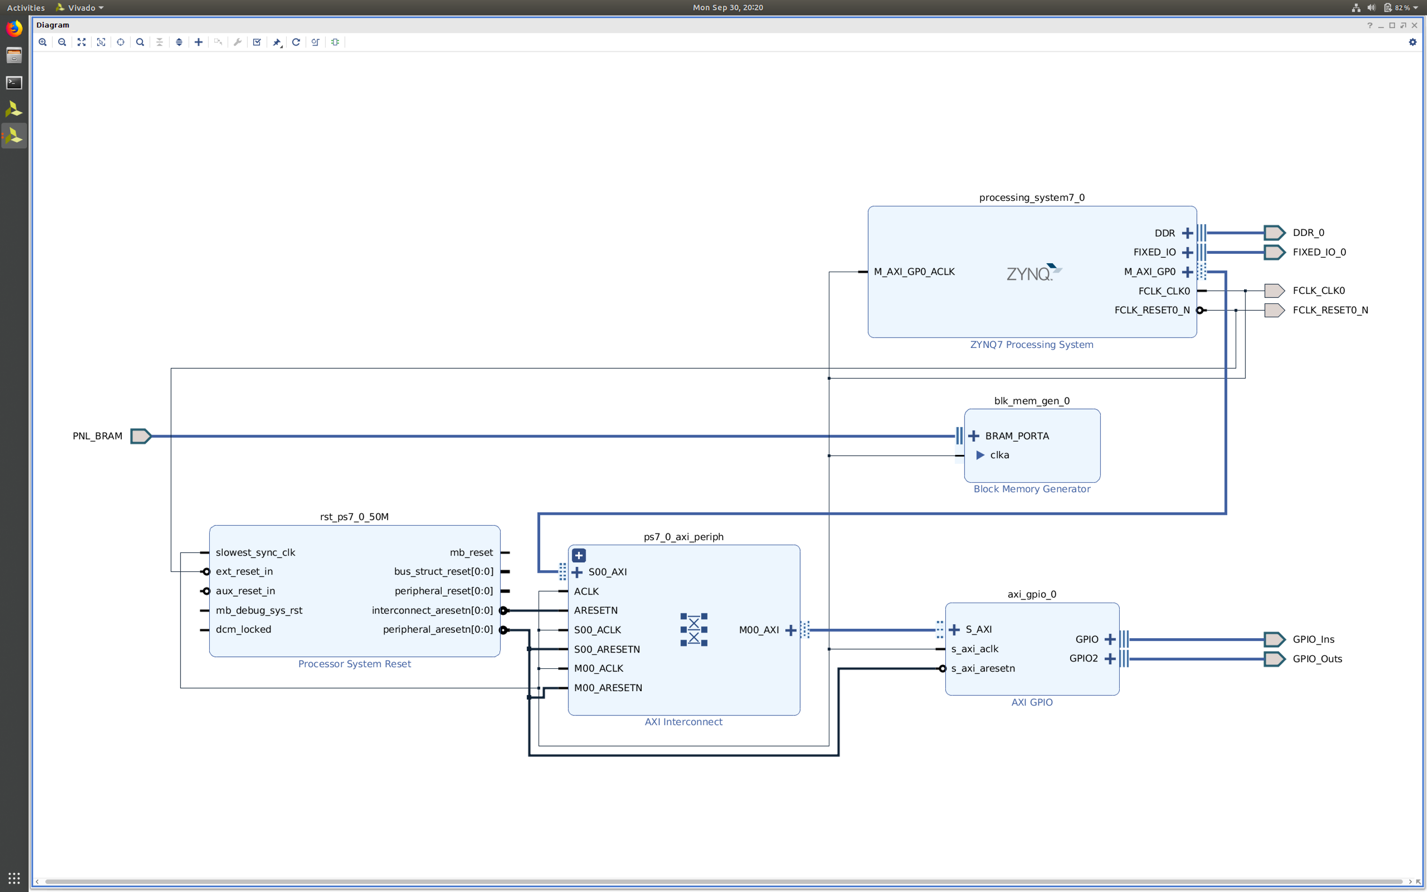 Activities Vivado Mon Sep 30, 20:20 82 %
Diagram
processing_system7_0
DDR
FIXED_IO
M_AXI_GP0_ACLK
ZYNQ
M_AXI_GP0
FCLK_CLK0
FCLK_RESET0_N
ZYNQ7 Processing System
DDR_0
FIXED_IO_0
FCLK_CLK0
FCLK_RESET0_N
blk_mem_gen_0
PNL_BRAM
BRAM_PORTA
clka
Block Memory Generator
rst_ps7_0_50M
slowest_sync_clk
ext_reset_in
aux_reset_in
mb_debug_sys_rst
dcm_locked
mb_reset
bus_struct_reset[0:0]
peripheral_reset[0:0]
interconnect_aresetn[0:0]
peripheral_aresetn[0:0]
Processor System Reset
ps7_0_axi_periph
S00_AXI
ACLK
ARESETN
S00_ACLK
S00_ARESETN
M00_ACLK
M00_ARESETN
M00_AXI
AXI Interconnect
axi_gpio_0
S_AXI
s_axi_aclk
s_axi_aresetn
GPIO
GPIO2
AXI GPIO
GPIO_Ins
GPIO_Outs